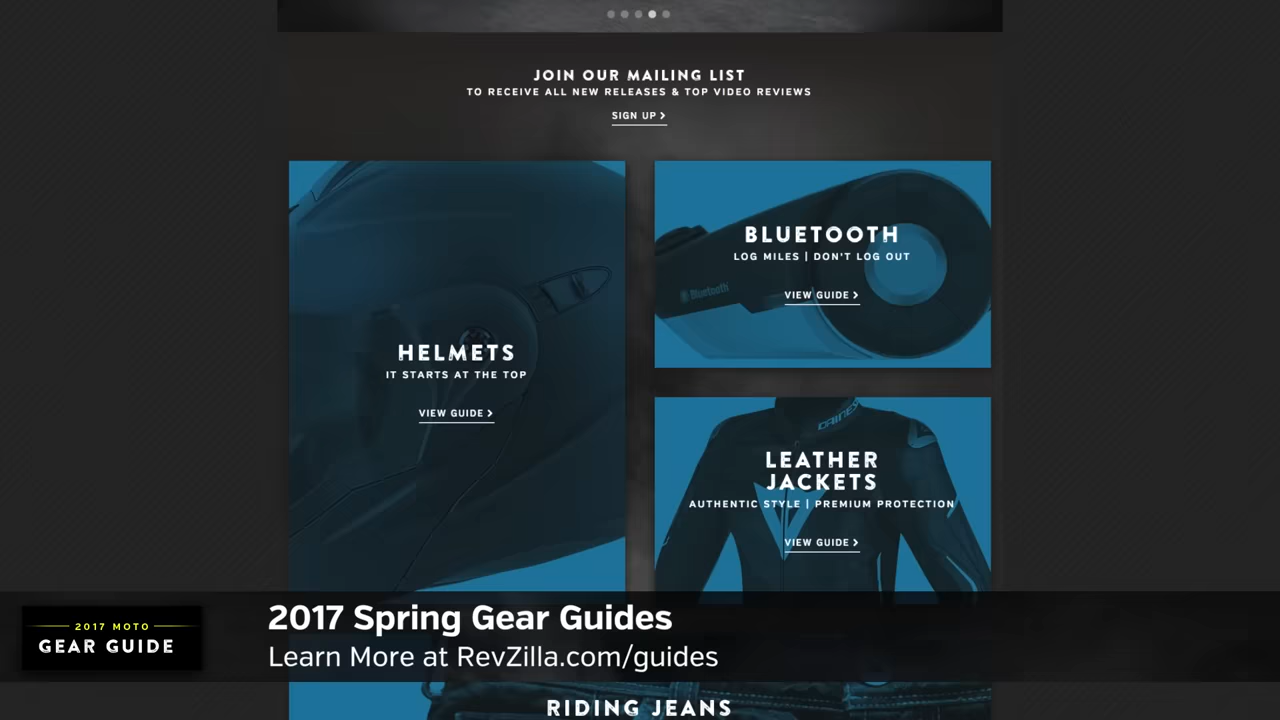 JOIN OUR MAILING LIST
TO RECEIVE ALL NEW RELEASES & TOP VIDEO REVIEWS
SIGN UP >
HELMETS
IT STARTS AT THE TOP
VIEW GUIDE >
BLUETOOTH
LOG MILES | DON'T LOG OUT
VIEW GUIDE >
Bluetooth
LEATHER
JACKETS
AUTHENTIC STYLE | PREMIUM PROTECTION
VIEW GUIDE >
2017 MOTO
GEAR GUIDE
2017 Spring Gear Guides
Learn More at RevZilla.com/guides
RIDING JEANS